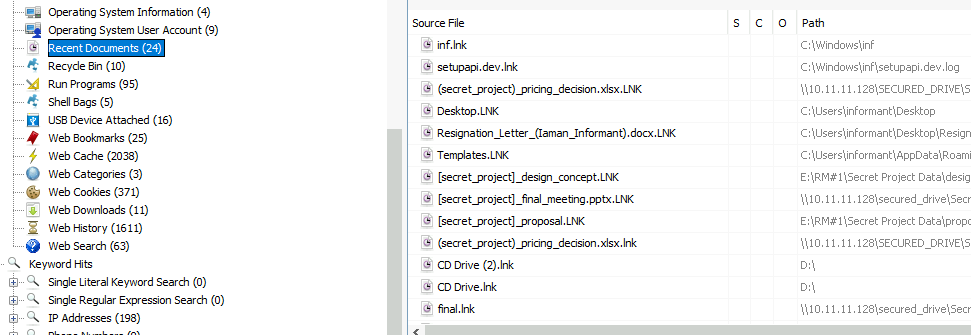 Operating System Information (4)
Operating System User Account (9)
Recent Documents (24)
Recycle Bin (10)
Run Programs (95)
Shell Bags (5)
USB Device Attached (16)
Web Bookmarks (25)
Web Cache (2038)
Web Categories (3)
Web Cookies (371)
Web Downloads (11)
Web History (1611)
Web Search (63)
Keyword Hits
Single Literal Keyword Search (0)
Single Regular Expression Search (0)
IP Addresses (198)
Source File S C O Path
inf.lnk C:\Windows\inf
setupapi.dev.lnk C:\Windows\inf\setupapi.dev.log
(secret_project)_pricing_decision.xlsx.LNK \\10.11.11.128\SECURED_DRIVE\S
Desktop.LNK C:\Users\informant\Desktop
Resignation_Letter_(Iaman_Informant).docx.LNK C:\Users\informant\Desktop\Resign
Templates.LNK C:\Users\informant\AppData\Roami
[secret_project]_design_concept.LNK E:\RM#1\Secret Project Data\desig
[secret_project]_final_meeting.pptx.LNK \\10.11.11.128\secured_drive\Sec
[secret_project]_proposal.LNK E:\RM#1\Secret Project Data\propo
(secret_project)_pricing_decision.xlsx.lnk \\10.11.11.128\SECURED_DRIVE\S
CD Drive (2).lnk D:\
CD Drive.lnk D:\
final.lnk \\10.11.11.128\secured_drive\Sec